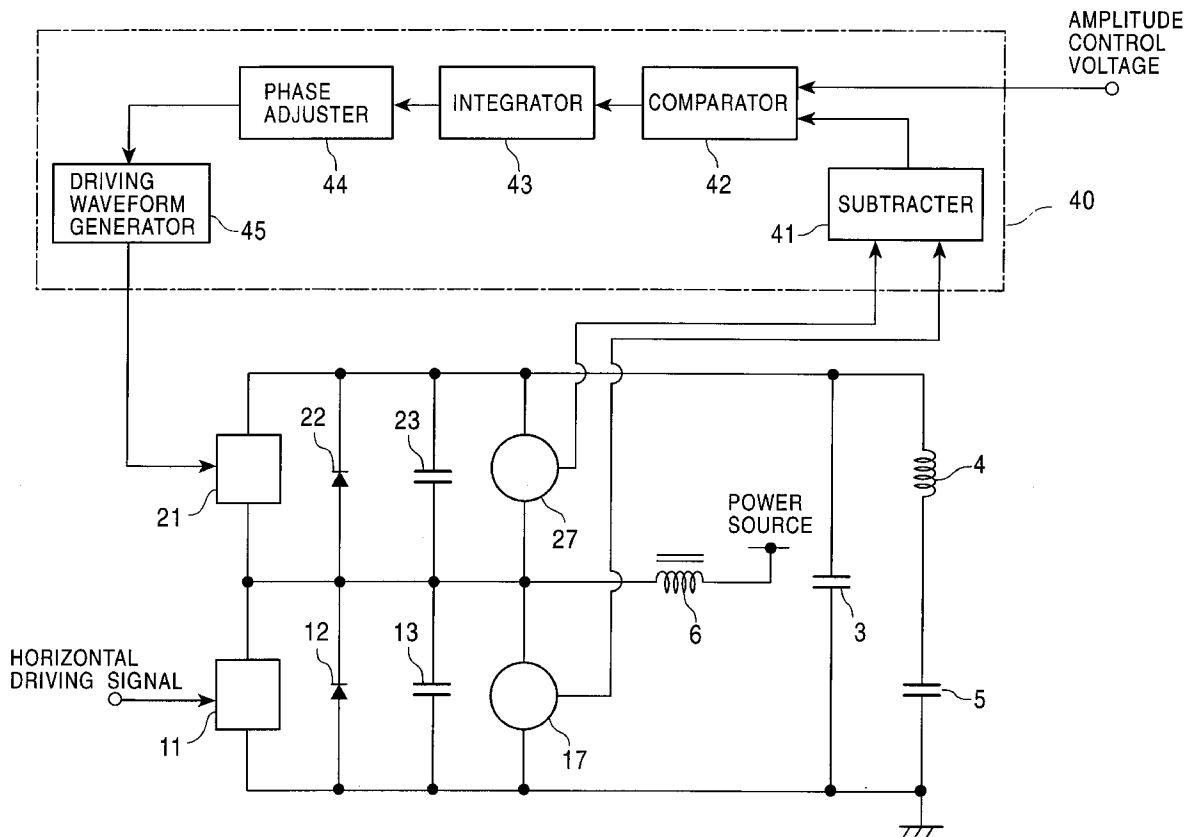 AMPLITUDE
CONTROL
VOLTAGE
PHASE
ADJUSTER
INTEGRATOR
COMPARATOR
44
43
42
DRIVING
WAVEFORM
GENERATOR
45
SUBTRACTER
41
40
22
23
21
27
4
POWER
SOURCE
12
13
6
3
HORIZONTAL
DRIVING SIGNAL
11
17
5